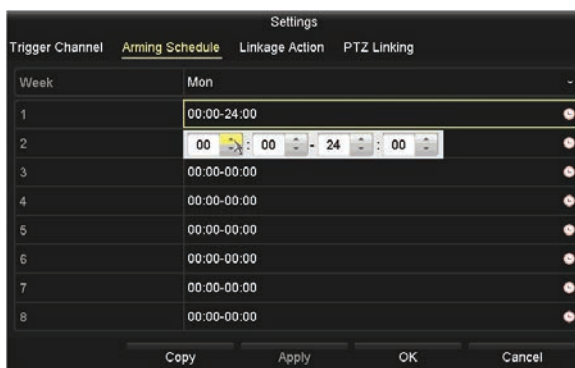 Settings
Trigger Channel Arming Schedule Linkage Action PTZ Linking
Week Mon
1 00:00-24:00
2 00 : 00 - 24 : 00
3 00:00-00:00
4 00:00-00:00
5 00:00-00:00
6 00:00-00:00
7 00:00-00:00
8 00:00-00:00
Copy Apply OK Cancel